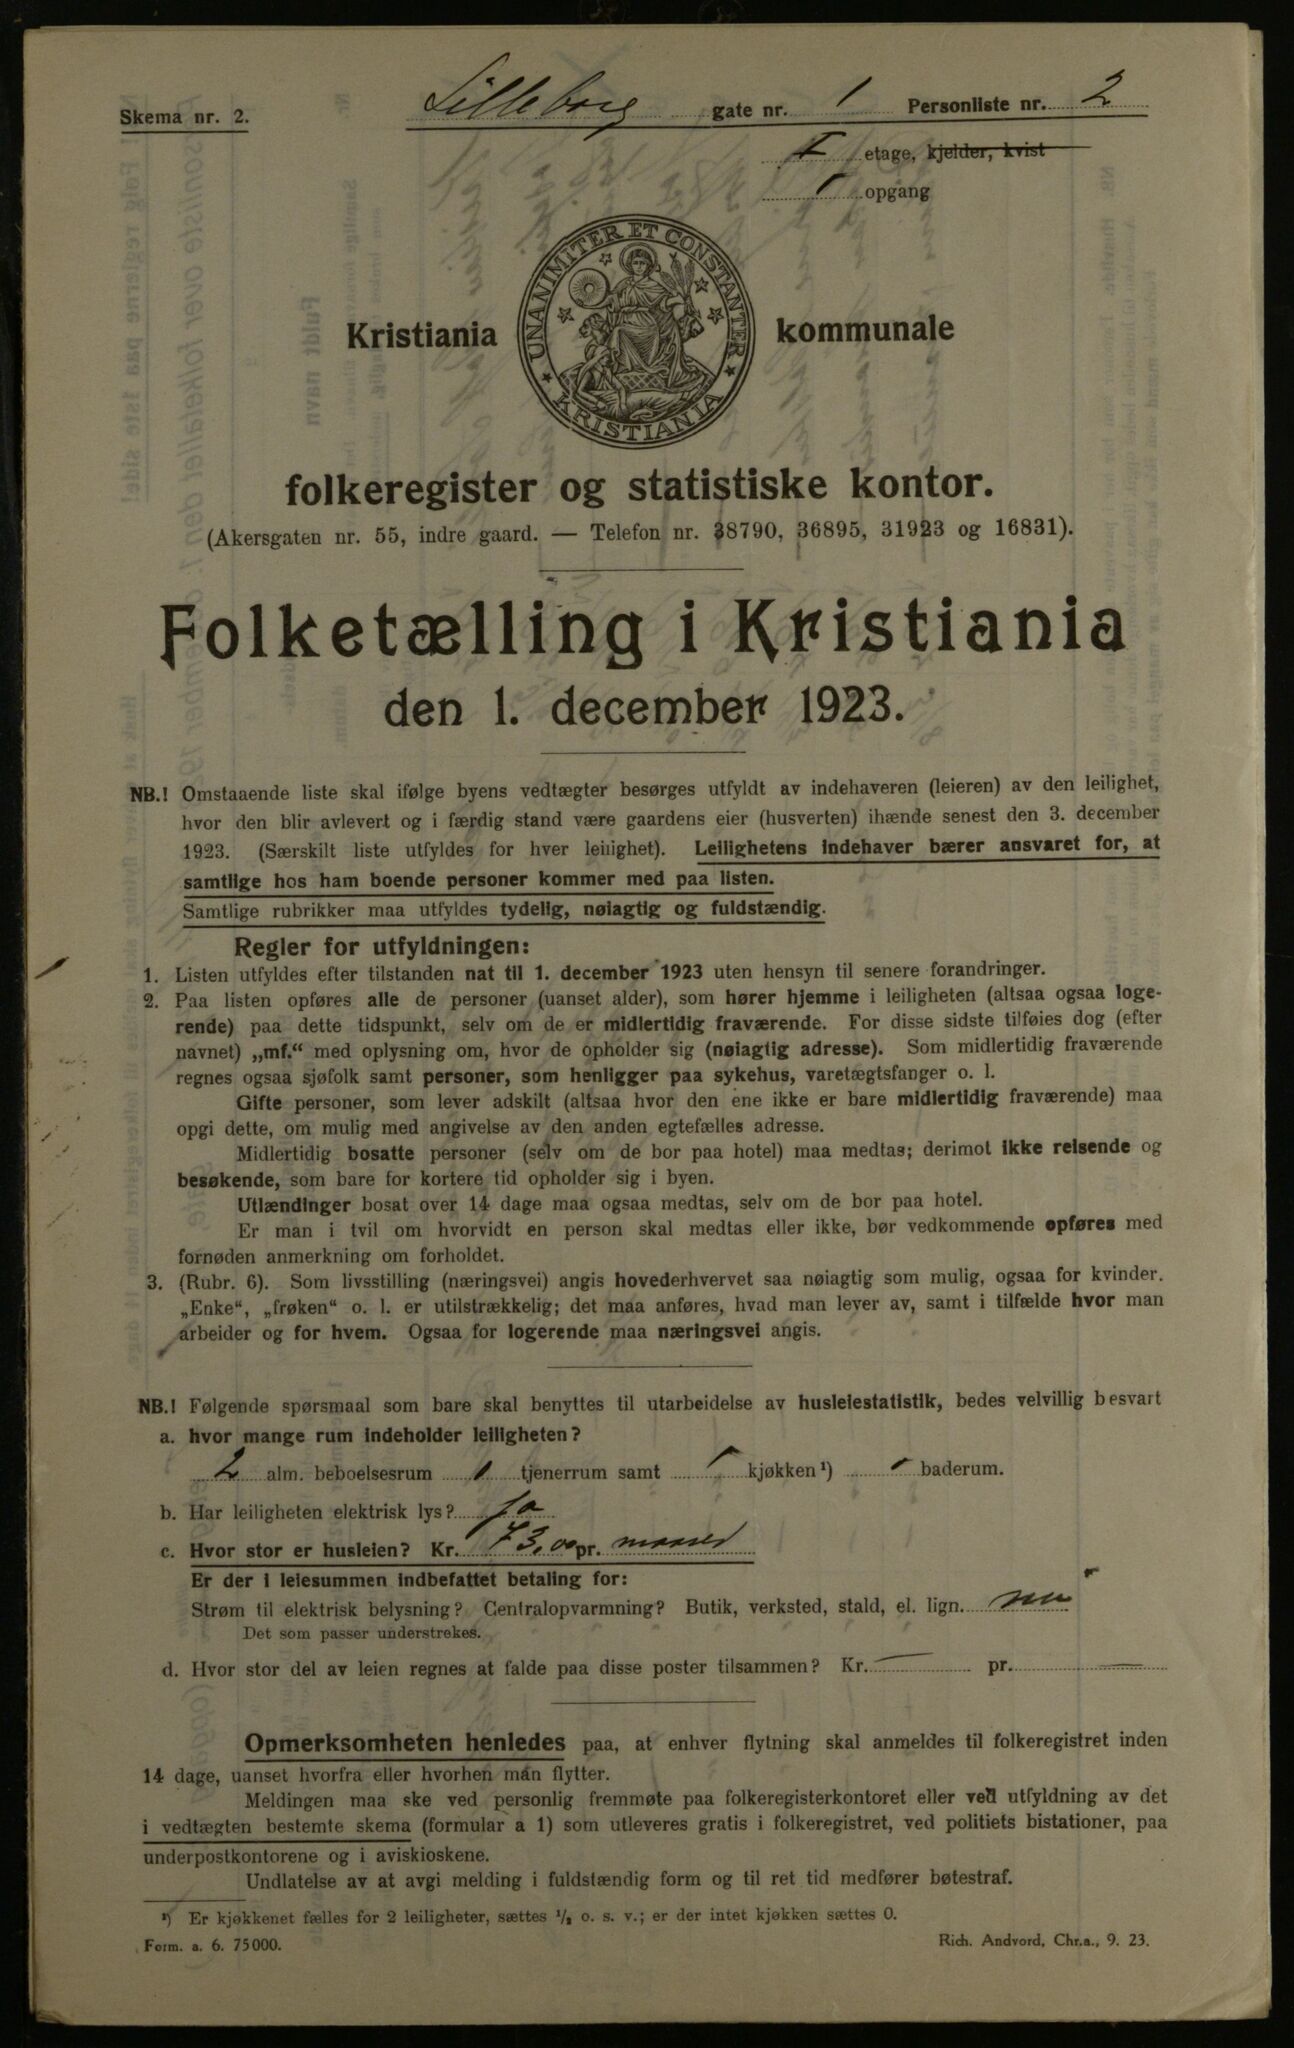 Skema nr. 2.
Lilleborg gate nr. 1 Personliste nr. 2
I etage, kjelder, kvist
1 opgang
UNANIMITER ET CONSTANTER
KRISTIANIA
Kristiania kommunale
folkeregister og statistiske kontor.
(Akersgaten nr. 55, indre gaard. — Telefon nr. 38790, 36895, 31923 og 16831).
Folketælling i Kristiania
den 1. december 1923.
NB.! Omstaaende liste skal ifølge byens vedtægter besørges utfyldt av indehaveren (leieren) av den leilighet,
hvor den blir avlevert og i færdig stand være gaardens eier (husverten) ihænde senest den 3. december
1923. (Særskilt liste utfyldes for hver leilighet). Leilighetens indehaver bærer ansvaret for, at
samtlige hos ham boende personer kommer med paa listen.
Samtlige rubrikker maa utfyldes tydelig, nøiagtig og fuldstændig.
Regler for utfyldningen:
1. Listen utfyldes efter tilstanden nat til 1. december 1923 uten hensyn til senere forandringer.
2. Paa listen opføres alle de personer (uanset alder), som hører hjemme i leiligheten (altsaa ogsaa loge-
rende) paa dette tidspunkt, selv om de er midlertidig fraværende. For disse sidste tilføies dog (efter
navnet) „mf.“ med oplysning om, hvor de opholder sig (nøiagtig adresse). Som midlertidig fraværende
regnes ogsaa sjøfolk samt personer, som henligger paa sykehus, varetægtsfanger o. l.
Gifte personer, som lever adskilt (altsaa hvor den ene ikke er bare midlertidig fraværende) maa
opgi dette, om mulig med angivelse av den anden egtefælles adresse.
Midlertidig bosatte personer (selv om de bor paa hotel) maa medtas; derimot ikke reisende og
besøkende, som bare for kortere tid opholder sig i byen.
Utlændinger bosat over 14 dage maa ogsaa medtas, selv om de bor paa hotel.
Er man i tvil om hvorvidt en person skal medtas eller ikke, bør vedkommende opføres med
fornøden anmerkning om forholdet.
3. (Rubr. 6). Som livsstilling (næringsvei) angis hovederhvervet saa nøiagtig som mulig, ogsaa for kvinder.
„Enke“, „frøken“ o. l. er utilstrækkelig; det maa anføres, hvad man lever av, samt i tilfælde hvor man
arbeider og for hvem. Ogsaa for logerende maa næringsvei angis.
NB.! Følgende spørsmaal som bare skal benyttes til utarbeidelse av husleiestatistik, bedes velvillig besvart
a. hvor mange rum indeholder leiligheten?
2 alm. beboelsesrum 1 tjenerrum samt 1 kjøkken¹) 1 baderum.
b. Har leiligheten elektrisk lys? ja
c. Hvor stor er husleien? Kr. 73,00 pr. maaned
Er der i leiesummen indbefattet betaling for:
Strøm til elektrisk belysning? Centralopvarmning? Butik, verksted, stald, el. lign. nei
Det som passer understrekes.
d. Hvor stor del av leien regnes at falde paa disse poster tilsammen? Kr. — pr. —
Opmerksomheten henledes paa, at enhver flytning skal anmeldes til folkeregistret inden
14 dage, uanset hvorfra eller hvorhen man flytter.
Meldingen maa ske ved personlig fremmøte paa folkeregisterkontoret eller ved utfyldning av det
i vedtægten bestemte skema (formular a 1) som utleveres gratis i folkeregistret, ved politiets bistationer, paa
underpostkontorene og i aviskioskene.
Undlatelse av at avgi melding i fuldstændig form og til ret tid medfører bøtestraf.
¹) Er kjøkkenet fælles for 2 leiligheter, sættes ½ o. s. v.; er der intet kjøkken sættes 0.
Form. a. 6. 75000.
Rich. Andvord, Chr.a., 9. 23.